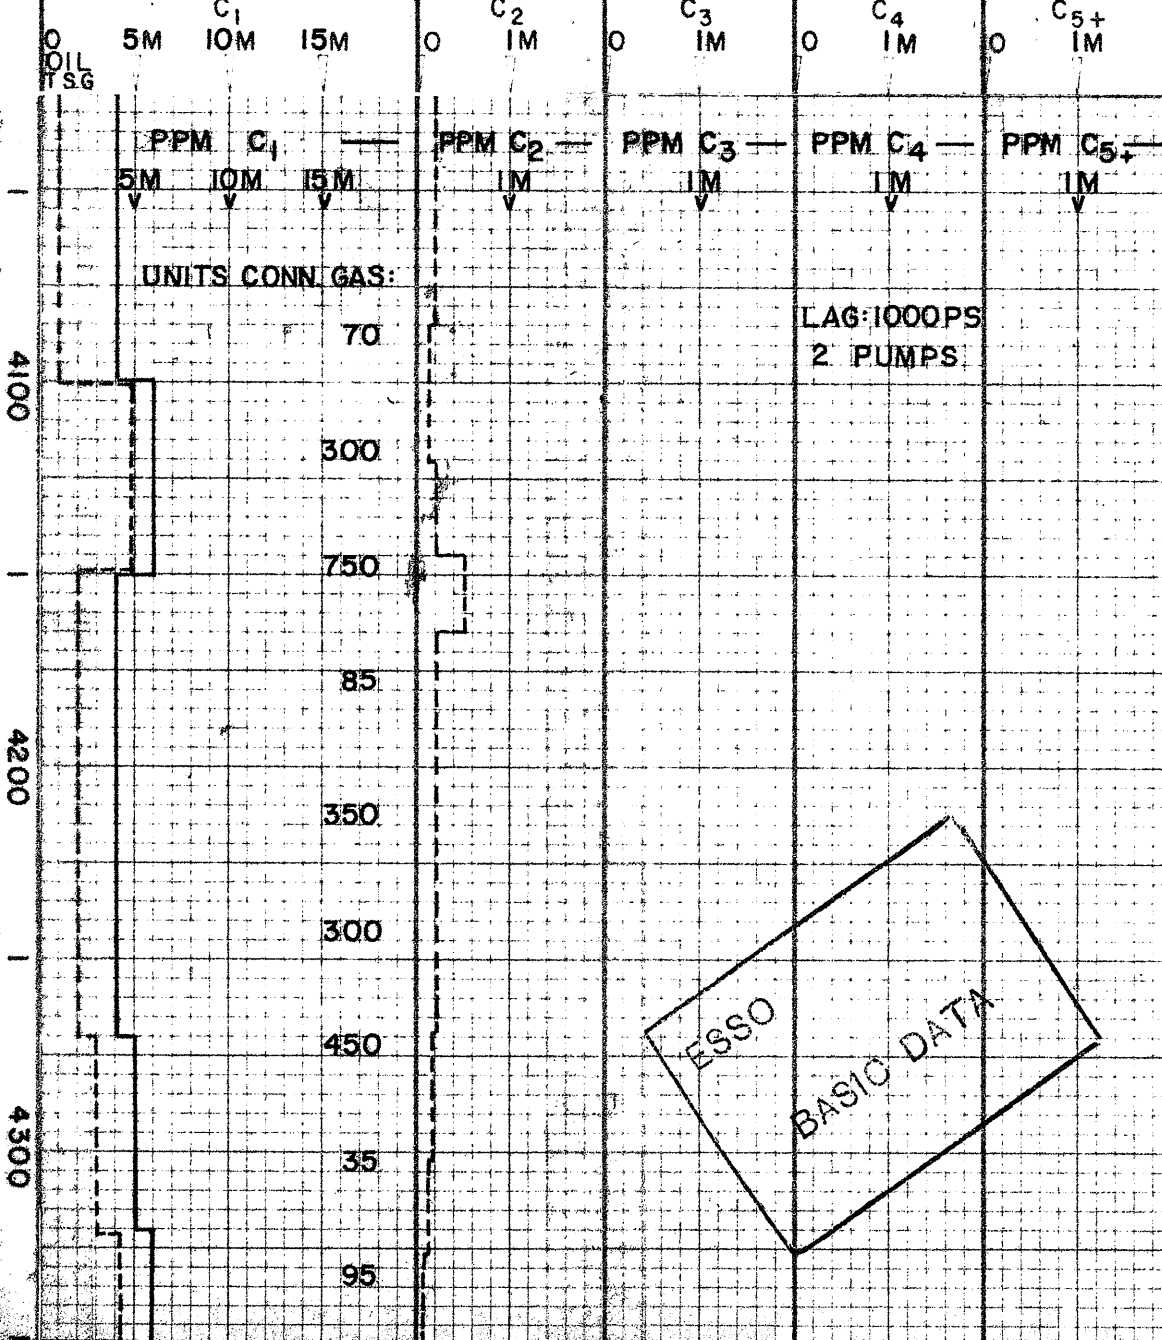 C1 C2 C3 C4 C5+
0 5M 10M 15M 0 1M 0 1M 0 1M 0 1M
OIL
T S.G
PPM C1 — PPM C2 — PPM C3 — PPM C4 — PPM C5+ —
5M 10M 15M 1M 1M 1M 1M
UNITS CONN. GAS:
LAG:1000PS
70
2 PUMPS
4100
300
750
85
4200
350
300
450
ESSO
BASIC DATA
4300
35
95